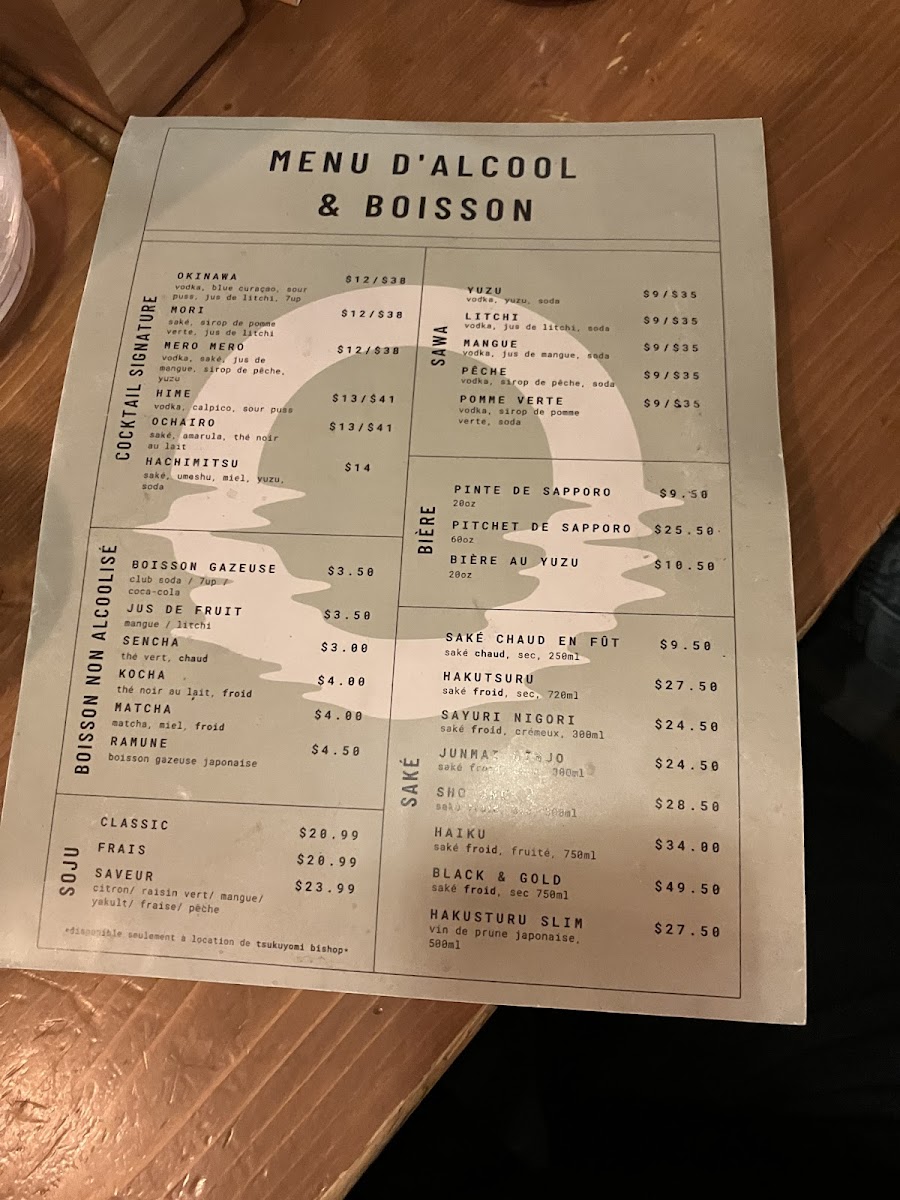 MENU D'ALCOOL
& BOISSON
COCKTAIL SIGNATURE
OKINAWA $12/$38
vodka, blue curaçao, sour
puss, jus de litchi, 7up
MORI $12/$38
saké, sirop de pomme
verte, jus de litchi
MERO MERO $12/$38
vodka, saké, jus de
mangue, sirop de pêche,
yuzu
HIME $13/$41
vodka, calpico, sour puss
OCHAIRO $13/$41
saké, amarula, thé noir
au lait
HACHIMITSU $14
saké, umeshu, miel, yuzu,
soda
BOISSON NON ALCOOLISÉ
BOISSON GAZEUSE $3.50
club soda / 7up /
coca-cola
JUS DE FRUIT $3.50
mangue / litchi
SENCHA $3.00
thé vert, chaud
KOCHA $4.00
thé noir au lait, froid
MATCHA $4.00
matcha, miel, froid
RAMUNE $4.50
boisson gazeuse japonaise
SOJU
CLASSIC $20.99
FRAIS $20.99
SAVEUR $23.99
citron/ raisin vert/ mangue/
yakult/ fraise/ pêche
*disponible seulement à location de tsukuyomi bishop*
SAWA
YUZU $9/$35
vodka, yuzu, soda
LITCHI $9/$35
vodka, jus de litchi, soda
MANGUE $9/$35
vodka, jus de mangue, soda
PÊCHE $9/$35
vodka, sirop de pêche, soda
POMME VERTE $9/$35
vodka, sirop de pomme
verte, soda
BIÈRE
PINTE DE SAPPORO $9.50
20oz
PITCHET DE SAPPORO $25.50
60oz
BIÈRE AU YUZU $10.50
20oz
SAKÉ
SAKÉ CHAUD EN FÛT $9.50
saké chaud, sec, 250ml
HAKUTSURU $27.50
saké froid, sec, 720ml
SAYURI NIGORI $24.50
saké froid, crémeux, 300ml
$24.50
saké 300ml
SHO $28.50
HAIKU $34.00
saké froid, fruité, 750ml
BLACK & GOLD $49.50
saké froid, sec 750ml
HAKUSTURU SLIM $27.50
vin de prune japonaise,
500ml